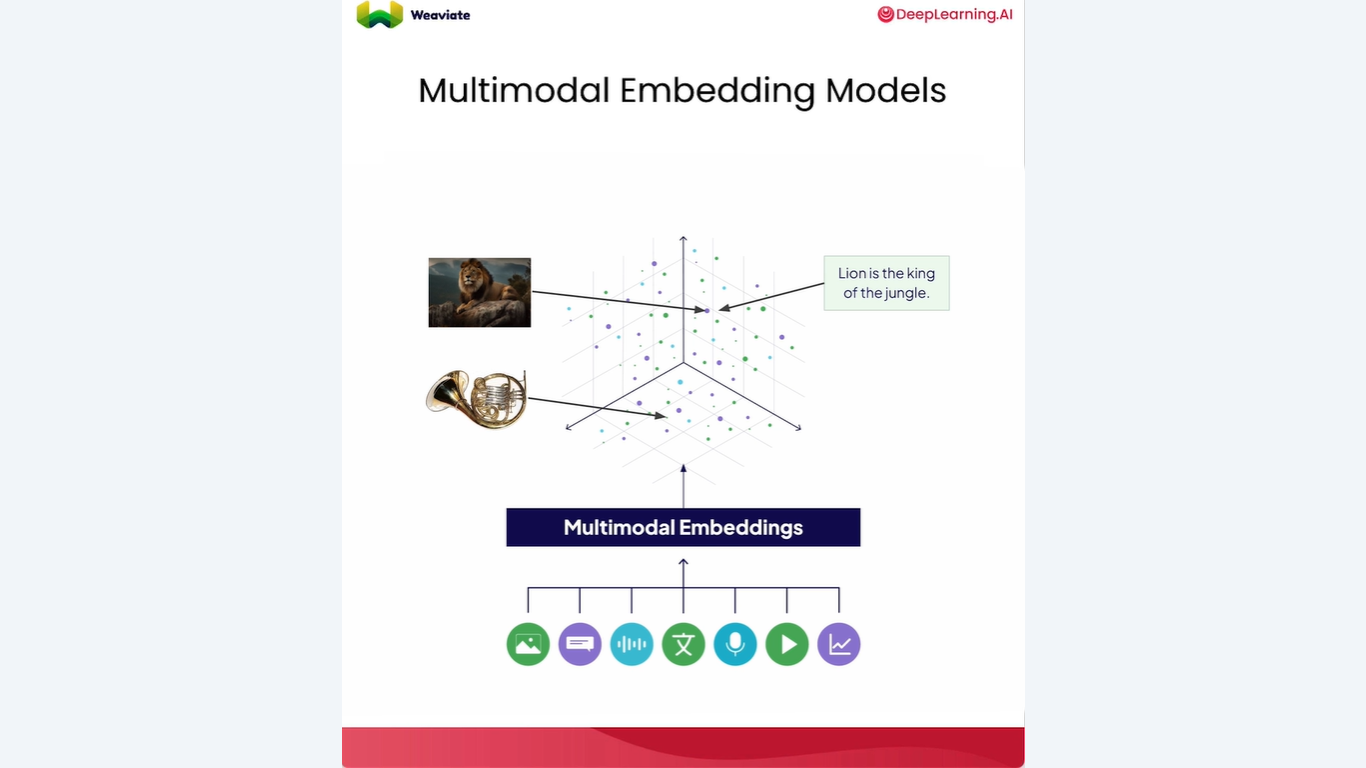 Weaviate
DeepLearning.AI
Multimodal Embedding Models
Lion is the king
of the jungle.
Multimodal Embeddings
文